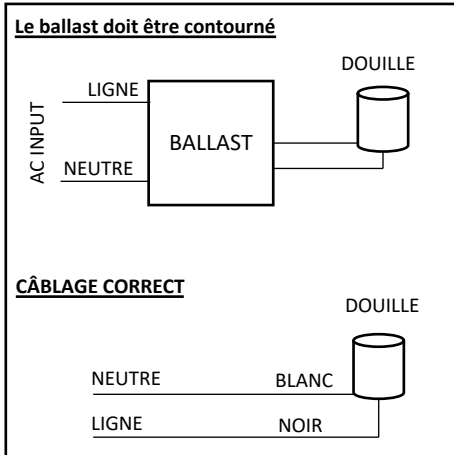 Le ballast doit être contourné
DOUILLE
LIGNE
AC INPUT
BALLAST
NEUTRE
CÂBLAGE CORRECT
DOUILLE
NEUTRE BLANC
LIGNE NOIR